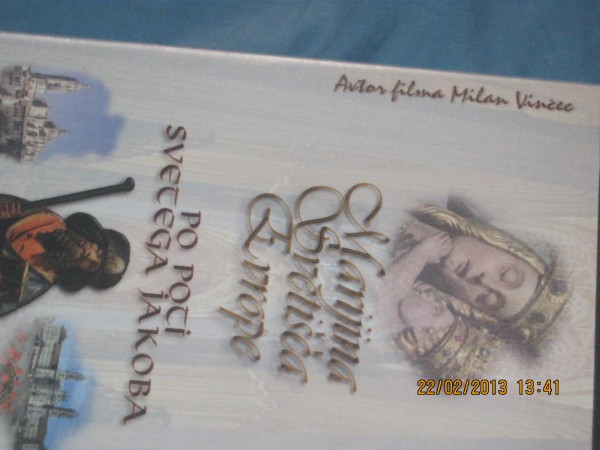 Avtor filma Milan Vinčec
Marijina
Svetišča
Evrope
PO POTI
SVETEGA JAKOBA
22/02/2013 13:41